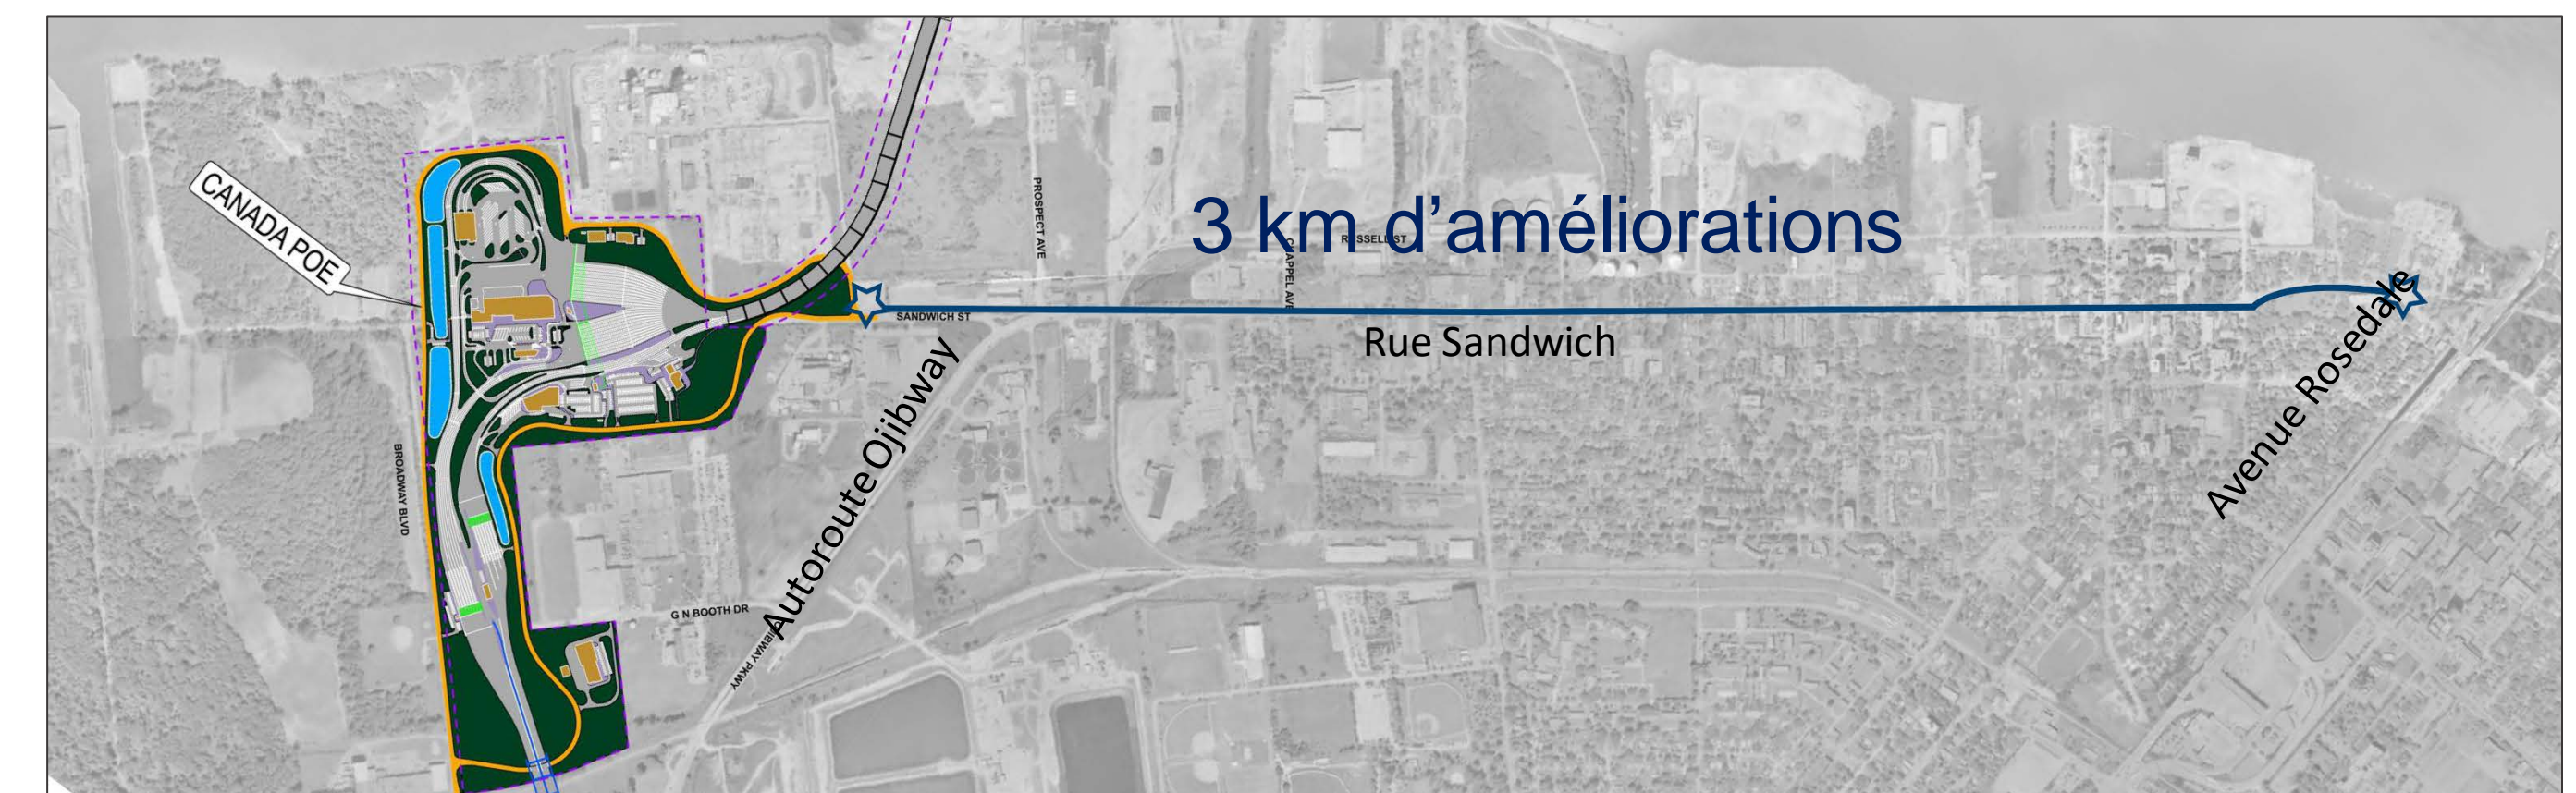 3 km d’améliorations
CANADA POE
PROSPECT AVE
RUSSELL ST
CHAPPEL AVE
SANDWICH ST
Rue Sandwich
Avenue Rosedale
Autoroute Ojibway
BROADWAY BLVD
G N BOOTH DR
OJIBWAY PKWY